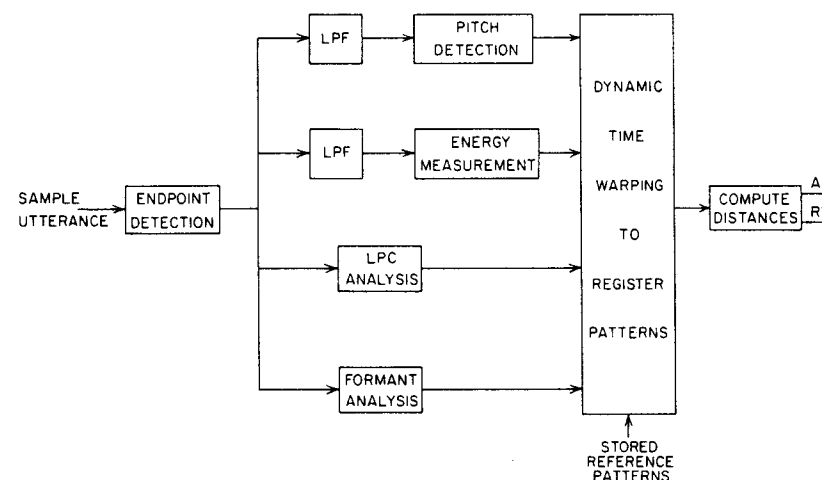 LPF
PITCH
DETECTION
LPF
ENERGY
MEASUREMENT
SAMPLE
UTTERANCE
ENDPOINT
DETECTION
LPC
ANALYSIS
FORMANT
ANALYSIS
DYNAMIC
TIME
WARPING
TO
REGISTER
PATTERNS
COMPUTE
DISTANCES
A
R
STORED
REFERENCE
PATTERNS